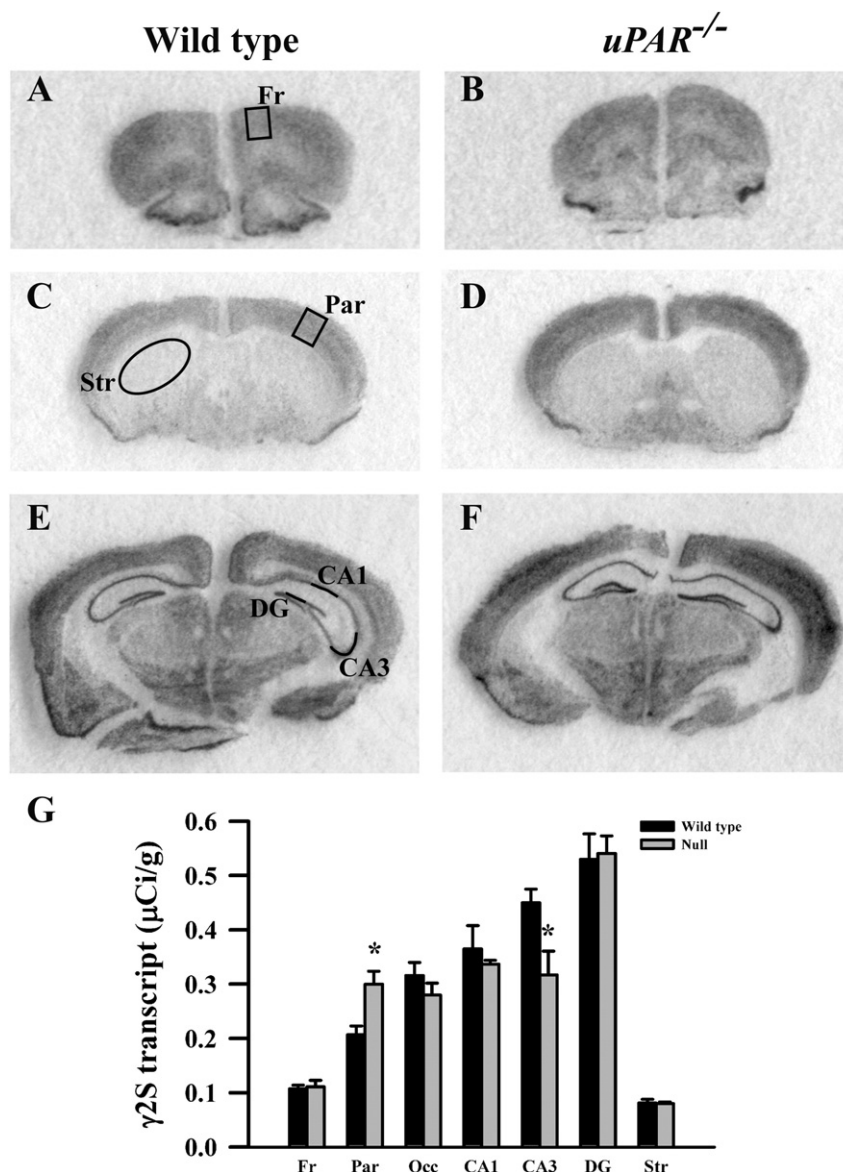 Wild type
uPAR-/-
A
Fr
B
C
Par
Str
D
E
CA1
DG
CA3
F
G
0.6
0.5
0.4
0.3
0.2
0.1
0.0
γ2S transcript (μCi/g)
Wild type
Null
*
*
Fr Par Occ CA1 CA3 DG Str